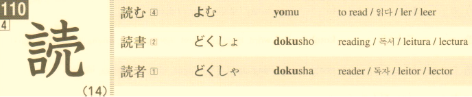 110
4
読
(14)
読む 4 よむ yomu to read / 읽다 / ler / leer
読書 2 どくしょ dokusho reading / 독서 / leitura / lectura
読者 1 どくしゃ dokusha reader / 독자 / leitor / lector